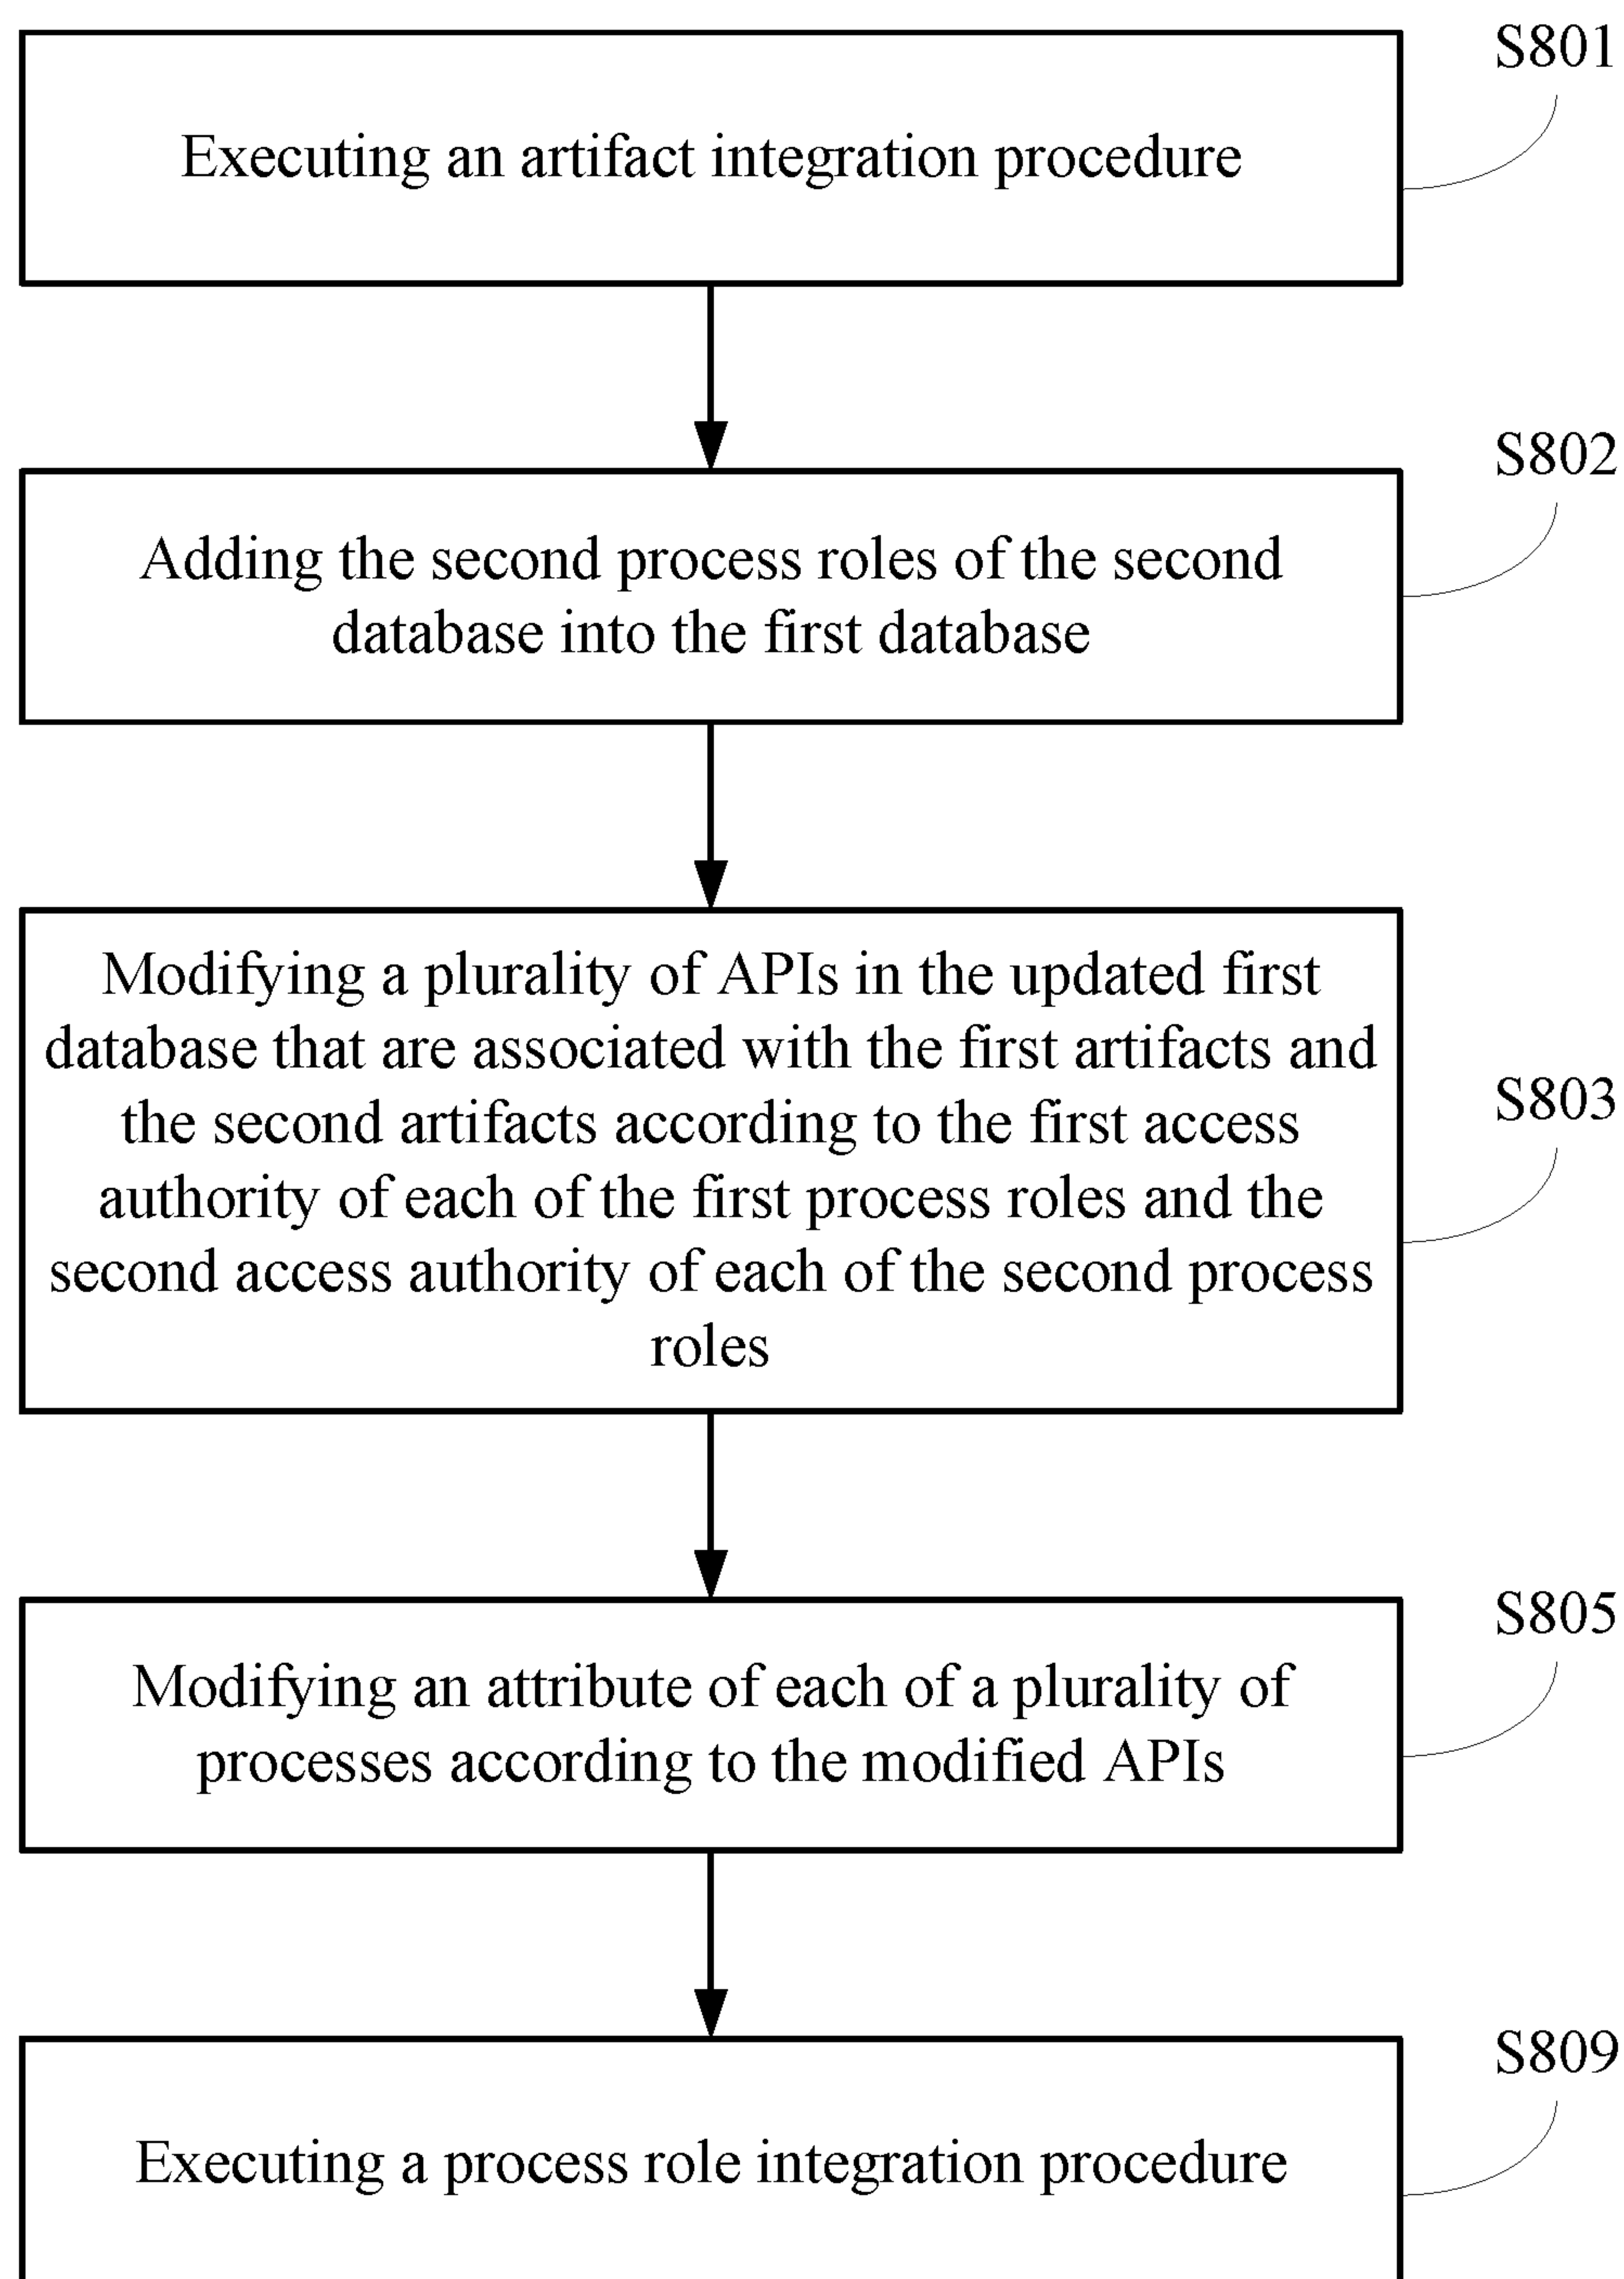 S801
Executing an artifact integration procedure
S802
Adding the second process roles of the second
database into the first database
Modifying a plurality of APIs in the updated first
database that are associated with the first artifacts and
the second artifacts according to the first access
authority of each of the first process roles and the
second access authority of each of the second process
roles
S803
S805
Modifying an attribute of each of a plurality of
processes according to the modified APIs
S809
Executing a process role integration procedure